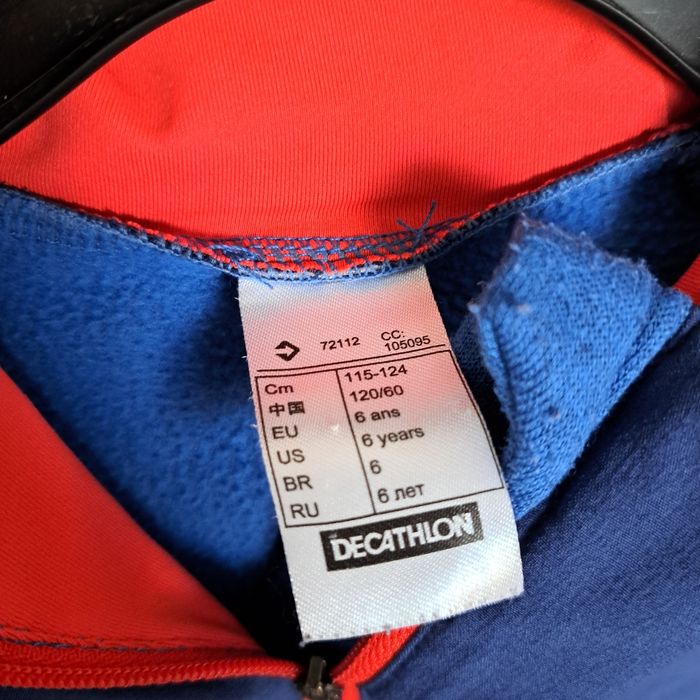 72112 CC:
105095
Cm 115-124
中国 120/60
EU 6 ans
US 6 years
BR 6
RU 6 лет
DECATHLON